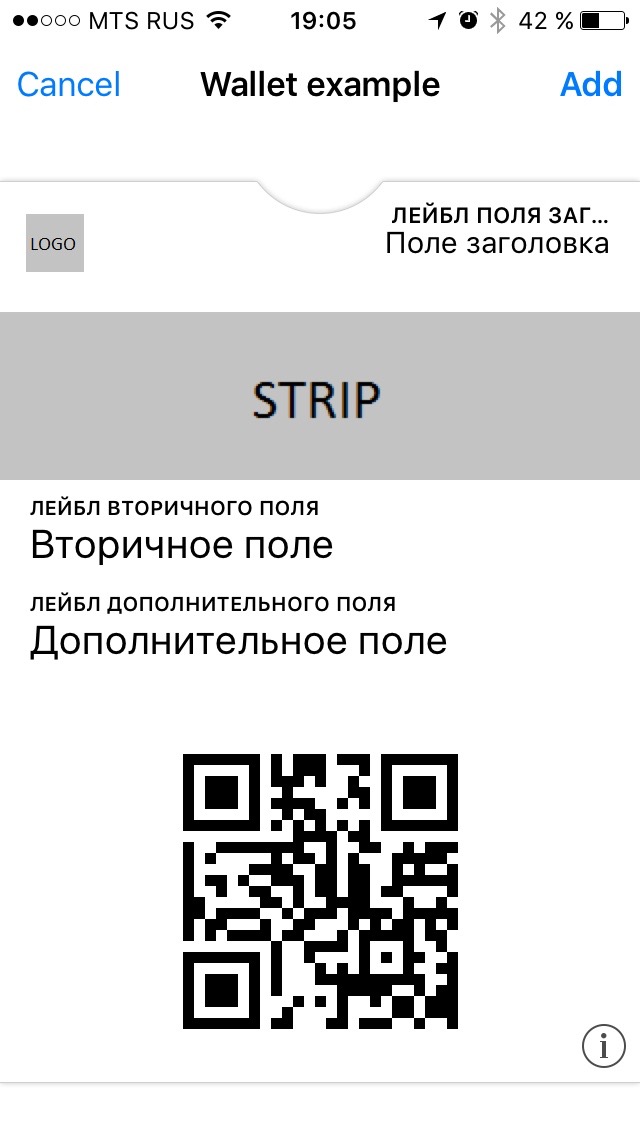 MTS RUS 19:05 42 %
Cancel Wallet example Add
LOGO
ЛЕЙБЛ ПОЛЯ ЗАГ...
Поле заголовка
STRIP
ЛЕЙБЛ ВТОРИЧНОГО ПОЛЯ
Вторичное поле
ЛЕЙБЛ ДОПОЛНИТЕЛЬНОГО ПОЛЯ
Дополнительное поле